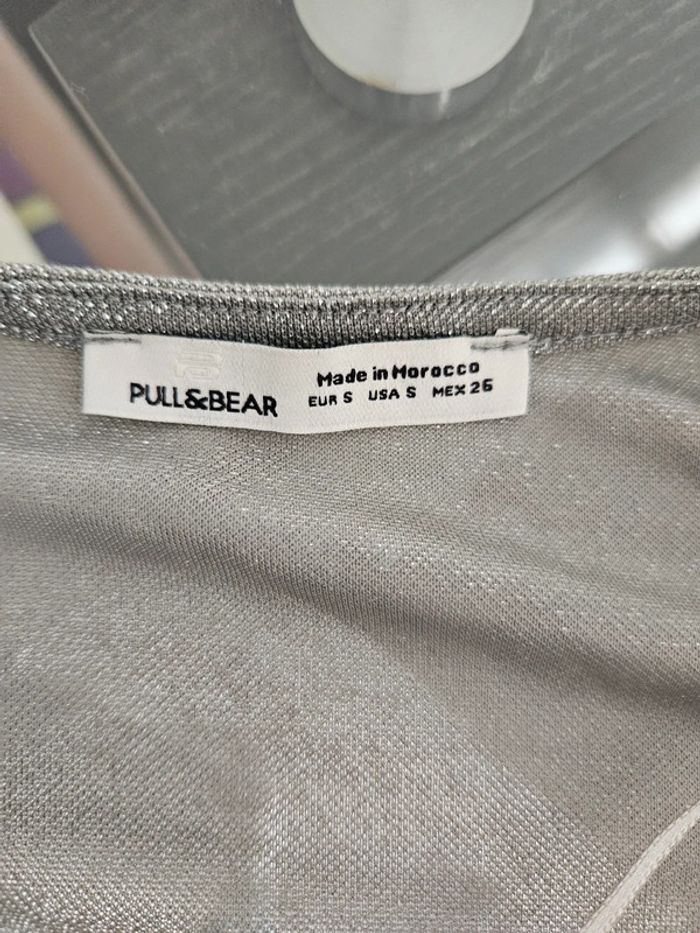 PULL&BEAR
Made in Morocco
EUR S USA S MEX 26